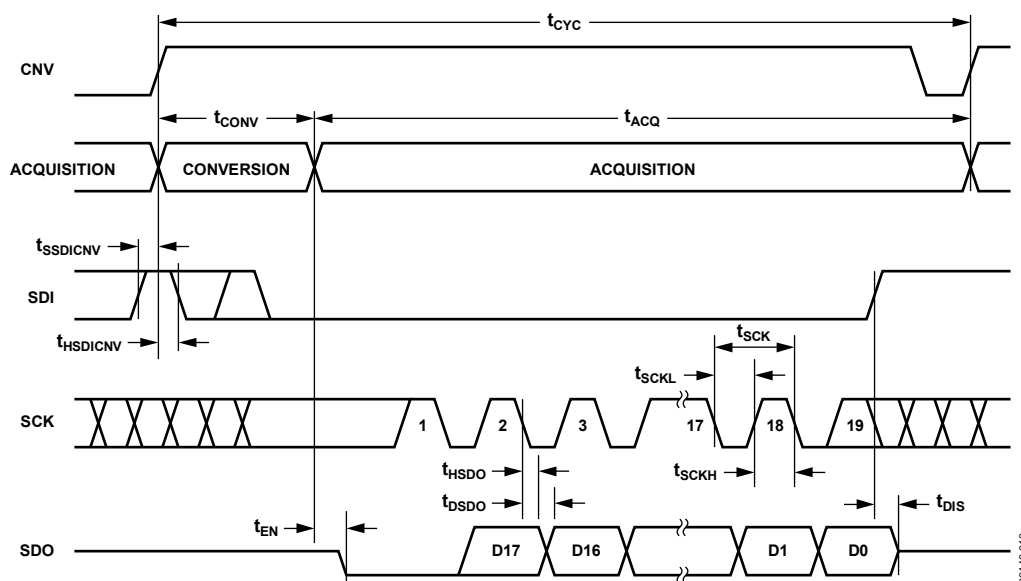 tCYC
CNV
tCONV
tACQ
ACQUISITION
CONVERSION
ACQUISITION
tSSDICNV
SDI
tHSDICNV
tSCK
tSCKL
SCK
1
2
3
17
18
19
tHSDO
tSCKH
tDSDO
tDIS
tEN
SDO
D17
D16
D1
D0